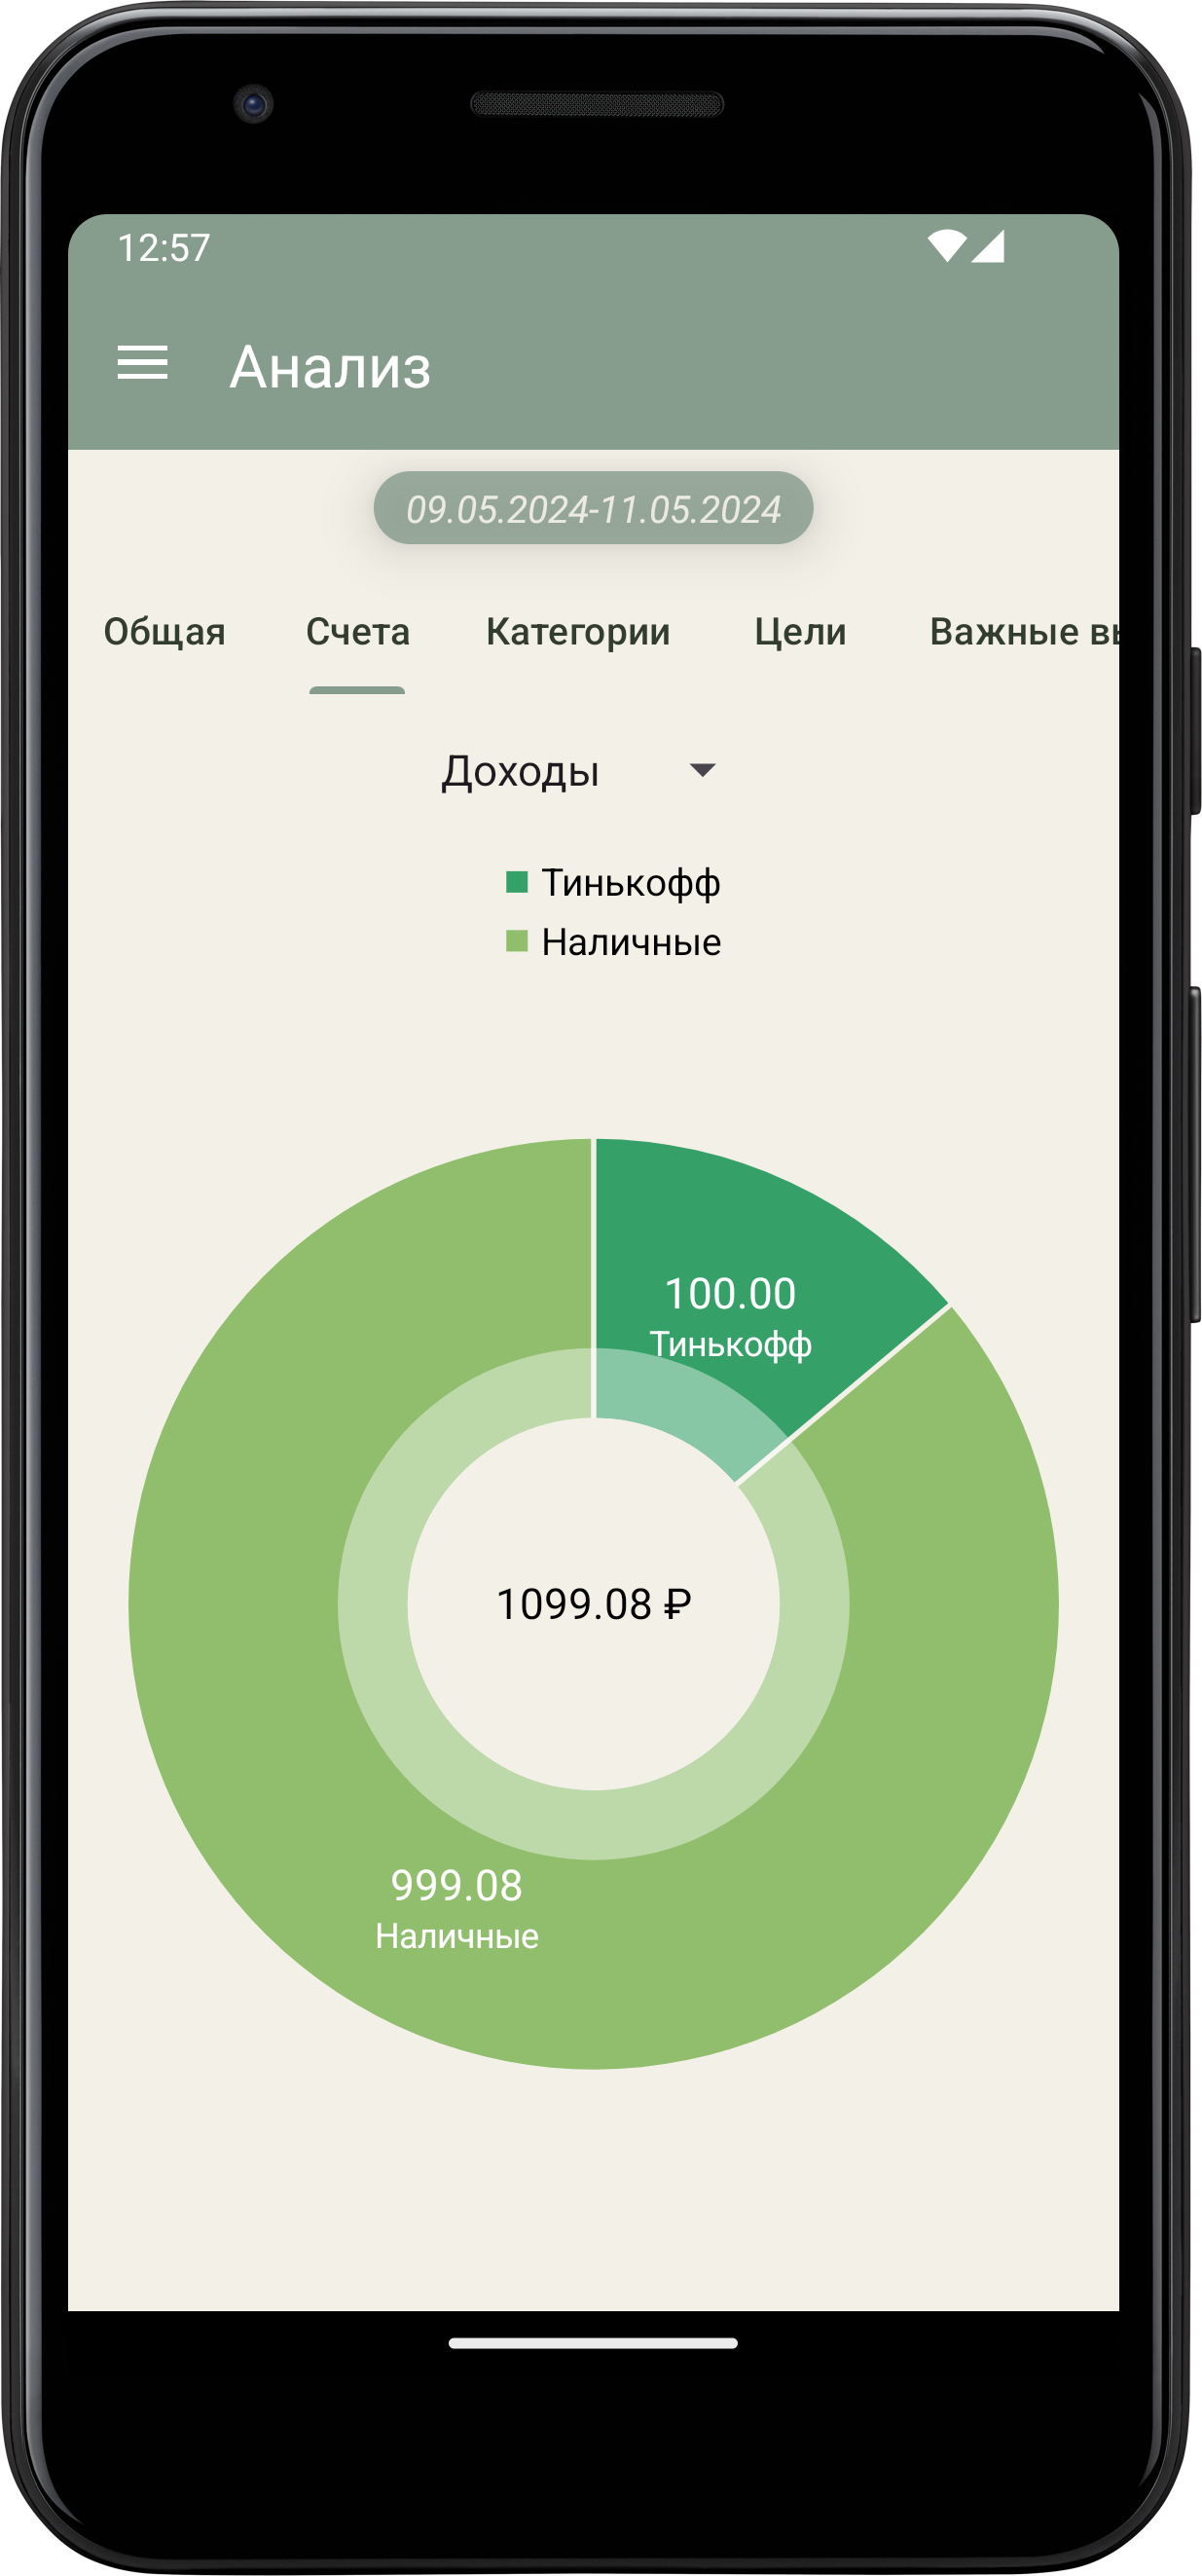 12:57
Анализ
09.05.2024-11.05.2024
Общая Счета Категории Цели Важные
Доходы
Тинькофф
Наличные
100.00
Тинькофф
1099.08 ₽
999.08
Наличные